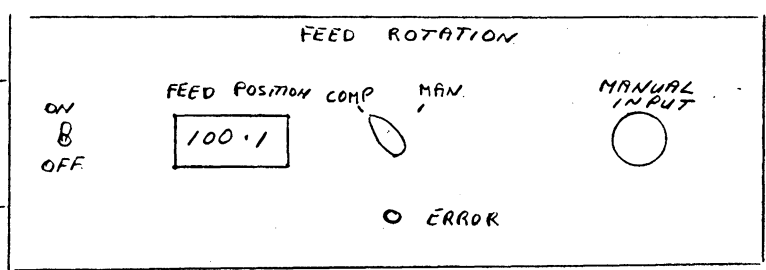 FEED ROTATION
FEED POSITION COMP MAN. MANUAL INPUT
ON
100.1
OFF
ERROR